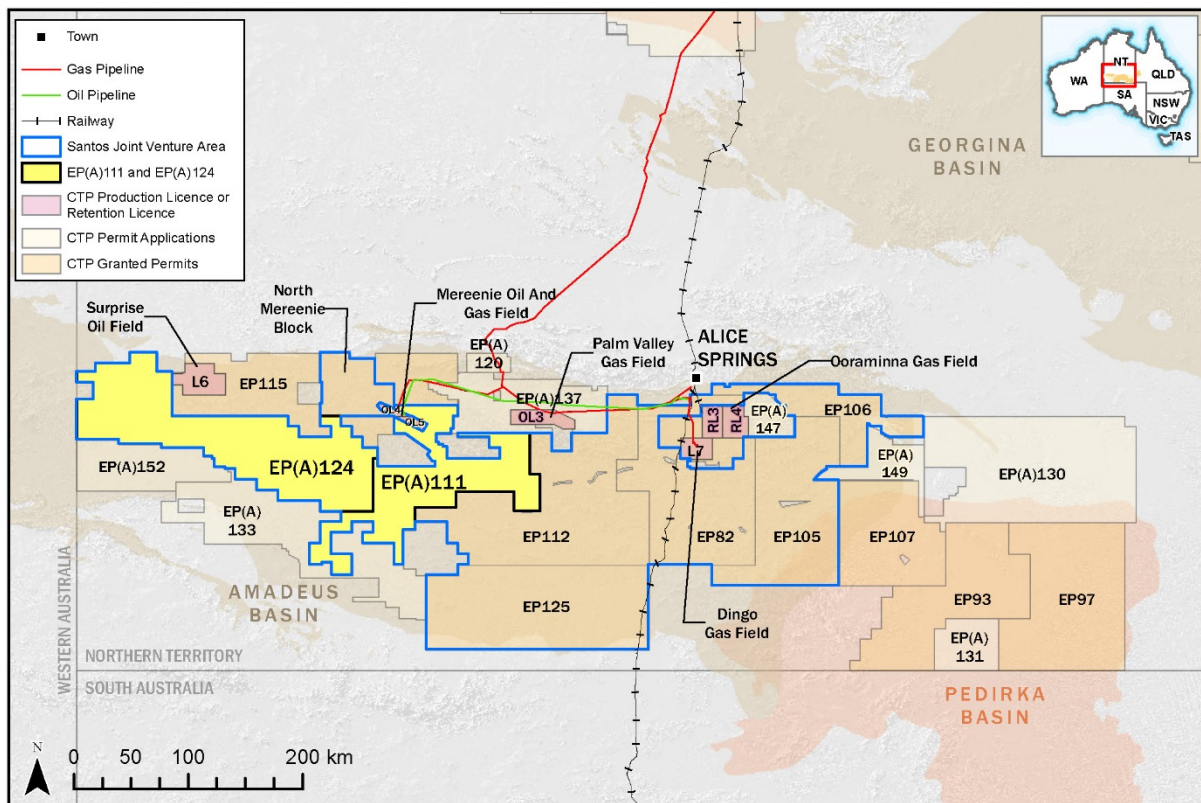 Town
Gas Pipeline
Oil Pipeline
Railway
Santos Joint Venture Area
EP(A)111 and EP(A)124
CTP Production Licence or
Retention Licence
CTP Permit Applications
CTP Granted Permits
WA
NT
QLD
SA
NSW
VIC
TAS
GEORGINA
BASIN
Surprise
Oil Field
North
Mereenie
Block
Mereenie Oil And
Gas Field
Palm Valley
Gas Field
ALICE
SPRINGS
Ooraminna Gas Field
L6
EP115
EP(A)
120
EP(A)137
OL4
OL5
OL3
RL3
RL4
EP(A)
147
EP106
L7
EP(A)152
EP(A)124
EP(A)111
EP(A)
149
EP(A)130
EP(A)
133
EP112
EP82
EP105
EP107
AMADEUS
BASIN
EP125
Dingo
Gas Field
EP93
EP97
EP(A)
131
WESTERN AUSTRALIA
NORTHERN TERRITORY
SOUTH AUSTRALIA
PEDIRKA
BASIN
N
0 50 100 200 km